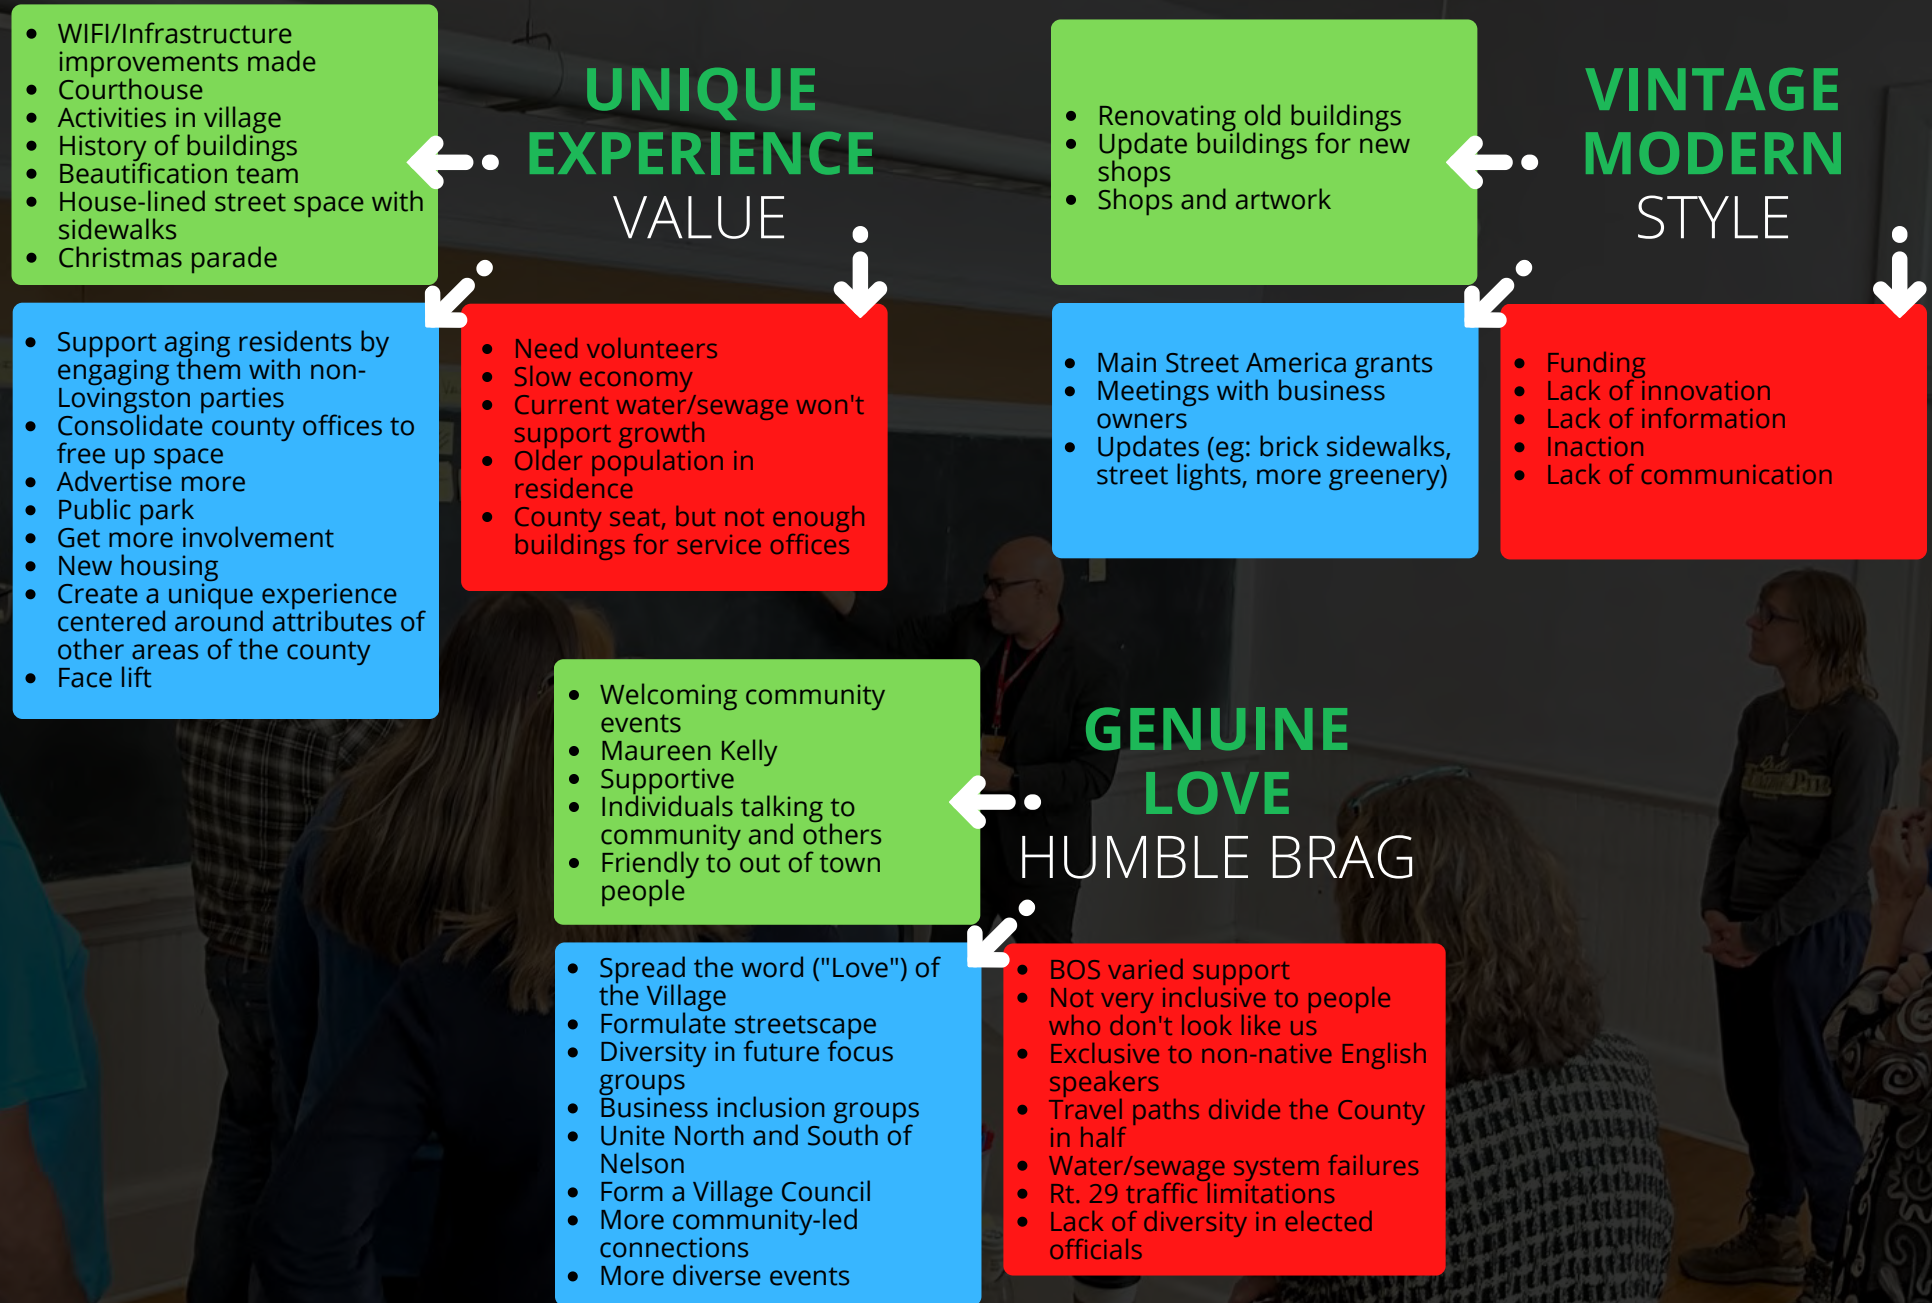 • WIFI/Infrastructure
improvements made
• Courthouse
• Activities in village
• History of buildings
• Beautification team
• House-lined street space with
sidewalks
• Christmas parade
UNIQUE
EXPERIENCE
VALUE
• Support aging residents by
engaging them with non-
Lovingston parties
• Consolidate county offices to
free up space
• Advertise more
• Public park
• Get more involvement
• New housing
• Create a unique experience
centered around attributes of
other areas of the county
• Face lift
• Need volunteers
• Slow economy
• Current water/sewage won't
support growth
• Older population in
residence
• County seat, but not enough
buildings for service offices
• Renovating old buildings
• Update buildings for new
shops
• Shops and artwork
VINTAGE
MODERN
STYLE
• Main Street America grants
• Meetings with business
owners
• Updates (eg: brick sidewalks,
street lights, more greenery)
• Funding
• Lack of innovation
• Lack of information
• Inaction
• Lack of communication
• Welcoming community
events
• Maureen Kelly
• Supportive
• Individuals talking to
community and others
• Friendly to out of town
people
GENUINE
LOVE
HUMBLE BRAG
• Spread the word ("Love") of
the Village
• Formulate streetscape
• Diversity in future focus
groups
• Business inclusion groups
• Unite North and South of
Nelson
• Form a Village Council
• More community-led
connections
• More diverse events
• BOS varied support
• Not very inclusive to people
who don't look like us
• Exclusive to non-native English
speakers
• Travel paths divide the County
in half
• Water/sewage system failures
• Rt. 29 traffic limitations
• Lack of diversity in elected
officials